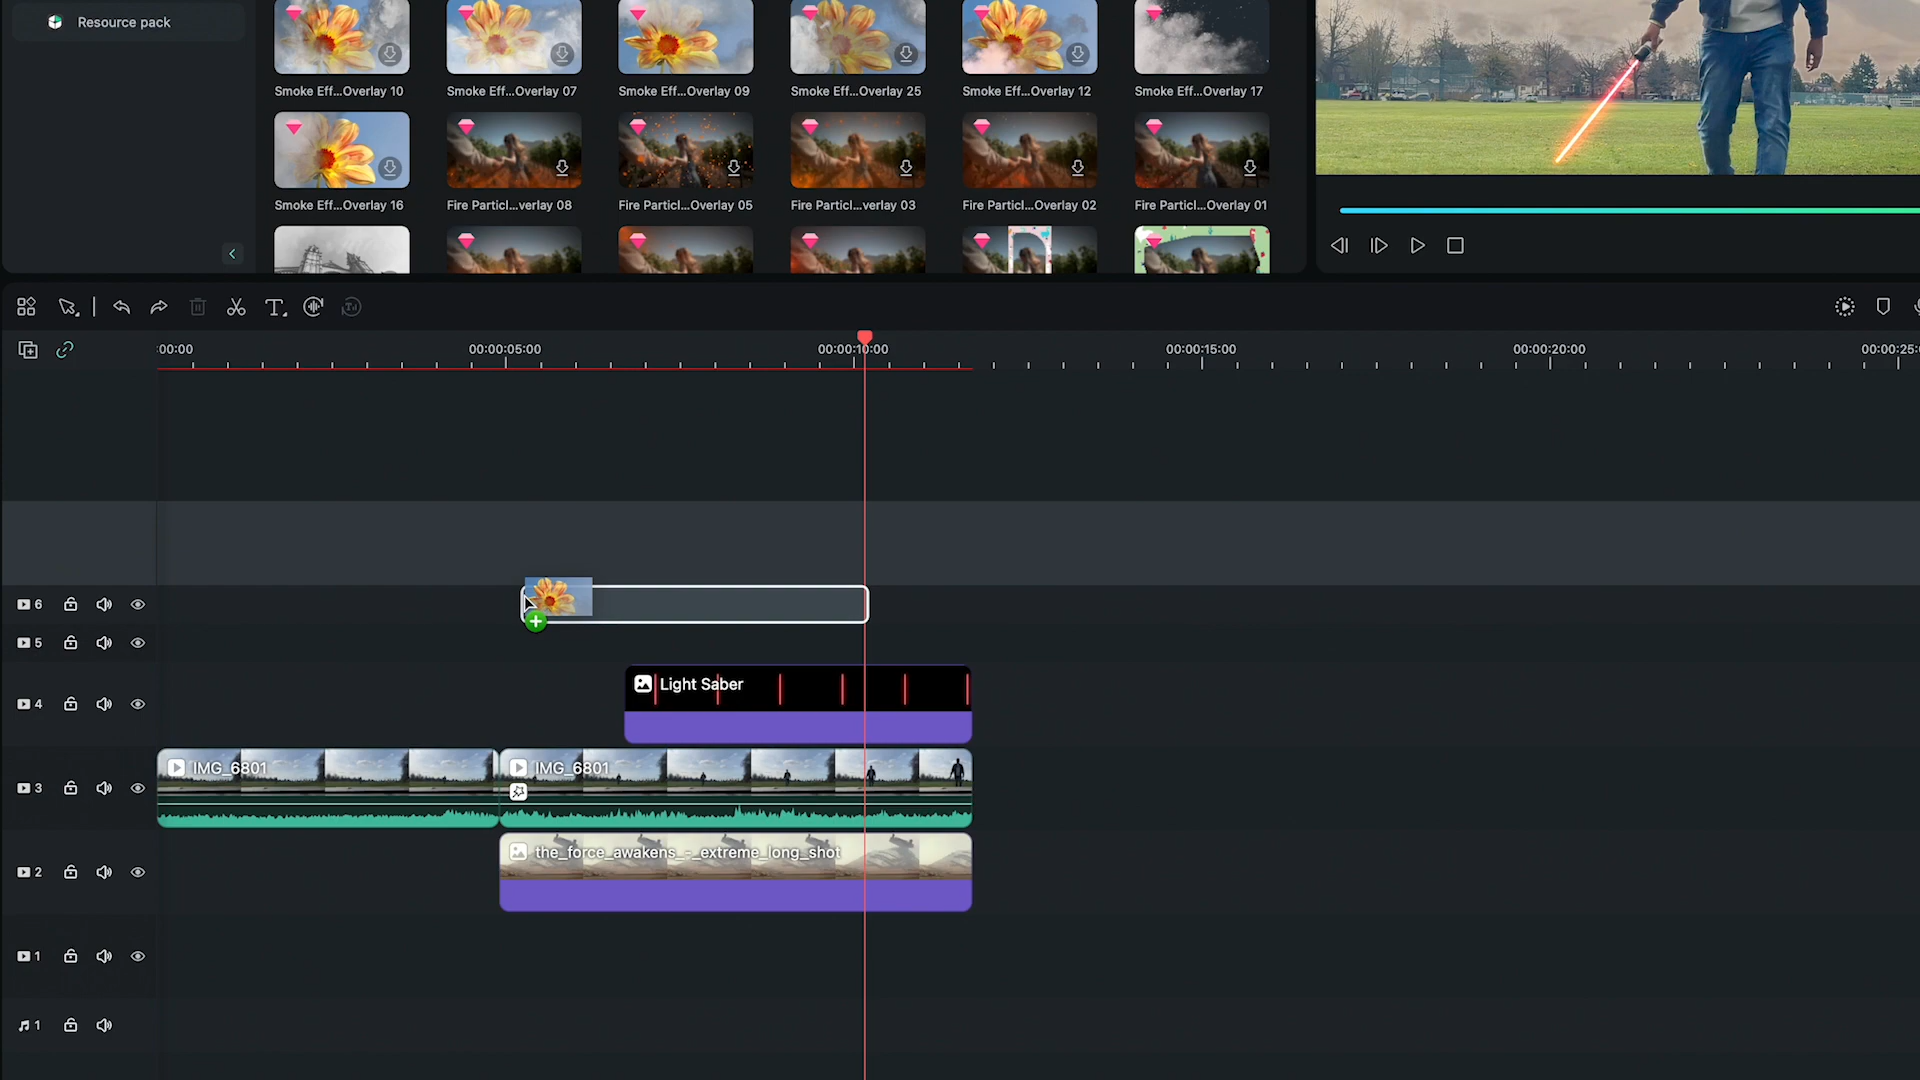 Resource pack
Smoke Eff...Overlay 10
Smoke Eff...Overlay 07
Smoke Eff...Overlay 09
Smoke Eff...Overlay 25
Smoke Eff...Overlay 12
Smoke Eff...Overlay 17
Smoke Eff...Overlay 16
Fire Particl...verlay 08
Fire Particl...Overlay 05
Fire Particl...verlay 03
Fire Particl...Overlay 02
Fire Particl...Overlay 01
:00:00
00:00:05:00
00:00:10:00
00:00:15:00
00:00:20:00
00:00:25:
6
5
4
Light Saber
3
IMG_6801
IMG_6801
2
the_force_awakens_-_extreme_long_shot
1
1